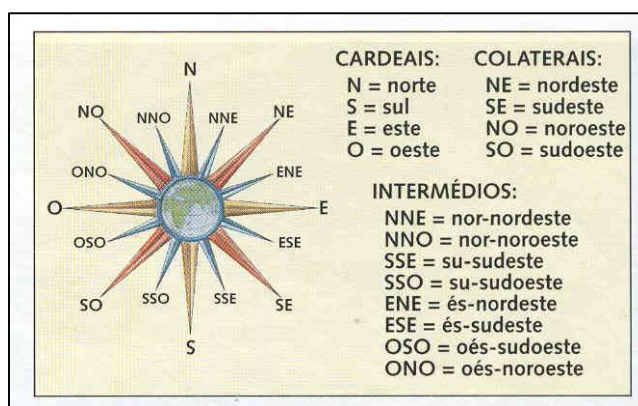 N
NO
NNO
NNE
NE
ONO
ENE
O
E
OSO
ESE
SO
SSO
SSE
SE
S
CARDEAIS:
N = norte
S = sul
E = este
O = oeste
COLATERAIS:
NE = nordeste
SE = sudeste
NO = noroeste
SO = sudoeste
INTERMÉDIOS:
NNE = nor-nordeste
NNO = nor-noroeste
SSE = su-sudeste
SSO = su-sudoeste
ENE = és-nordeste
ESE = és-sudeste
OSO = oés-sudoeste
ONO = oés-noroeste